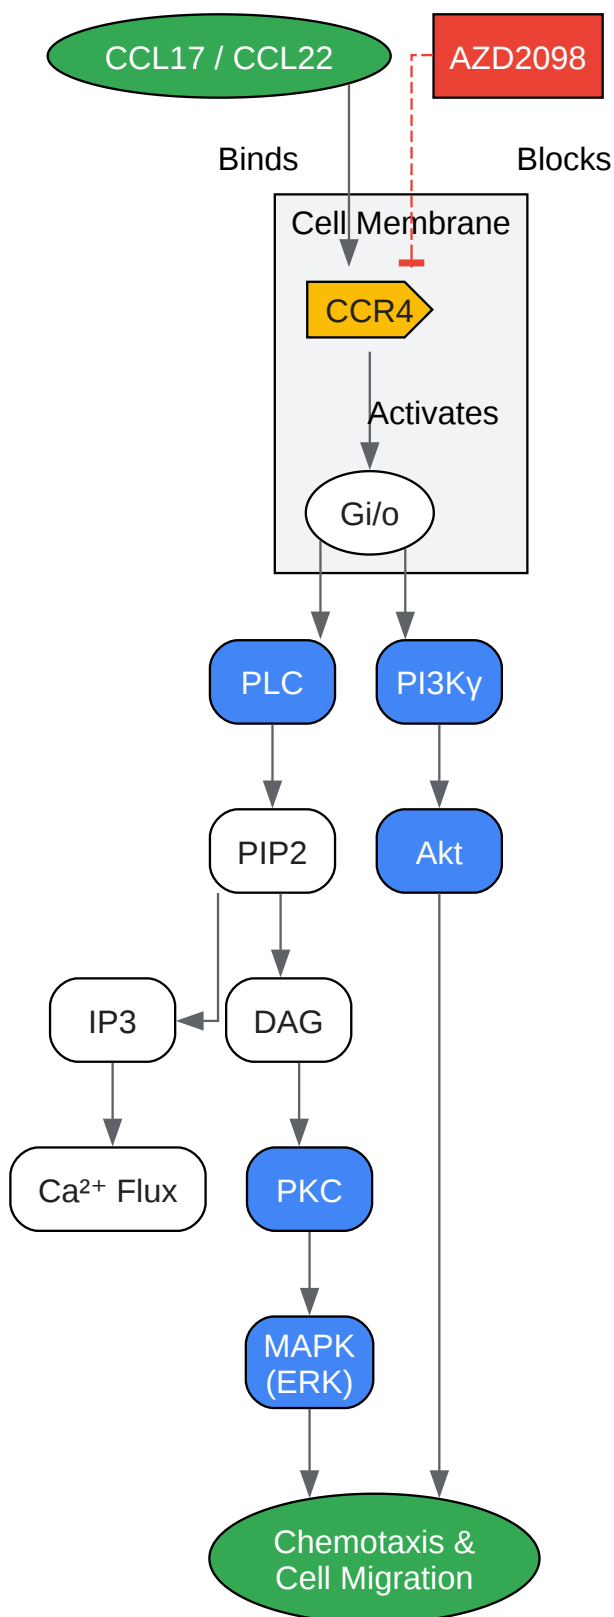 CCL17 / CCL22
AZD2098
Binds
Blocks
Cell Membrane
CCR4
Activates
Gi/o
PLC
PI3Kγ
PIP2
Akt
IP3
DAG
Ca²⁺ Flux
PKC
MAPK
(ERK)
Chemotaxis &
Cell Migration